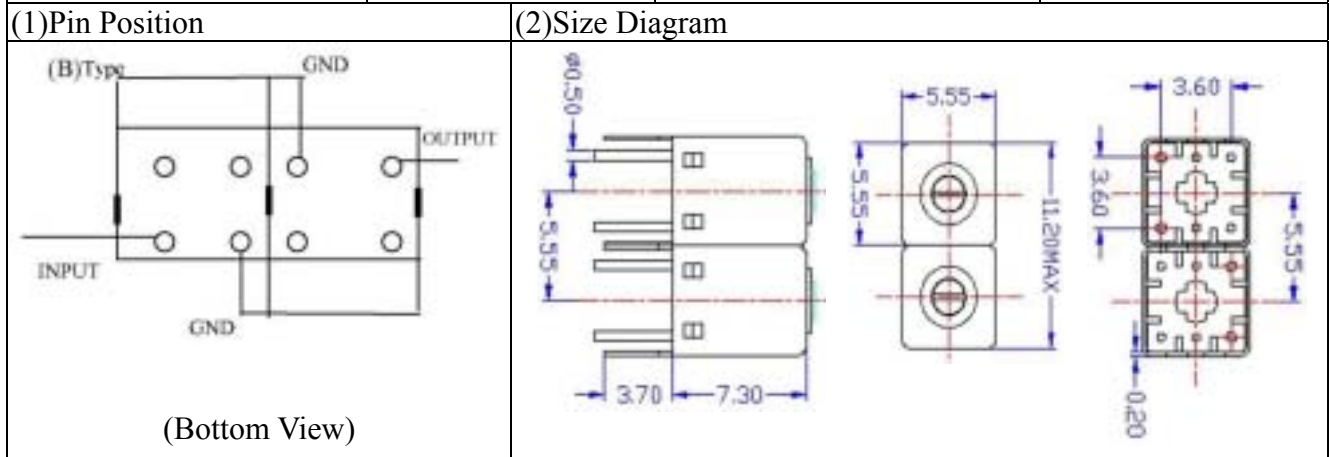 (1)Pin Position
(2)Size Diagram
(B)Type
GND
OUTPUT
INPUT
GND
(Bottom View)
ø0.50
5.55
3.70
7.30
5.55
5.55
11.20MAX
3.60
3.60
5.55
0.20